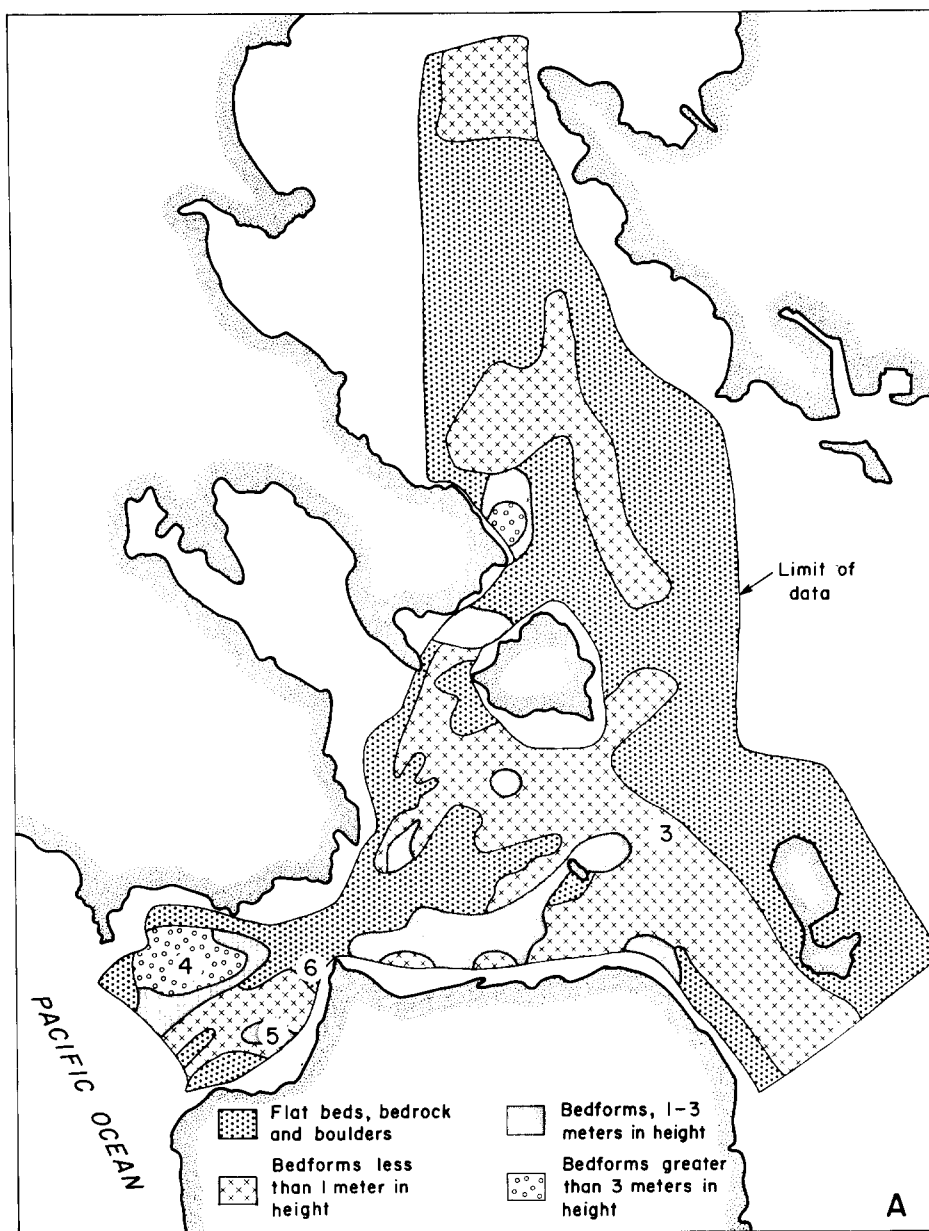 Limit of
data
3
4
6
5
PACIFIC OCEAN
Flat beds, bedrock
and boulders
Bedforms, 1-3
meters in height
Bedforms less
than 1 meter in
height
Bedforms greater
than 3 meters in
height
A